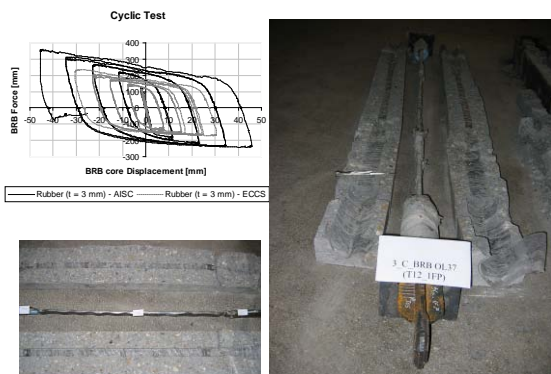 Cyclic Test
BRB Force [mm]
400
300
200
100
0
-100
-200
-300
-50 -40 -30 -20 -10 0 10 20 30 40 50
BRB core Displacement [mm]
Rubber (t = 3 mm) - AISC Rubber (t = 3 mm) - ECCS
3_C_BRB OL37
(T12_1FP)